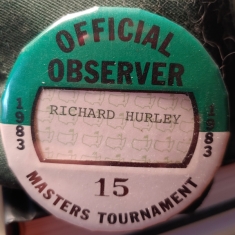 OFFICIAL
OBSERVER
1983
RICHARD HURLEY
1983
15
MASTERS TOURNAMENT